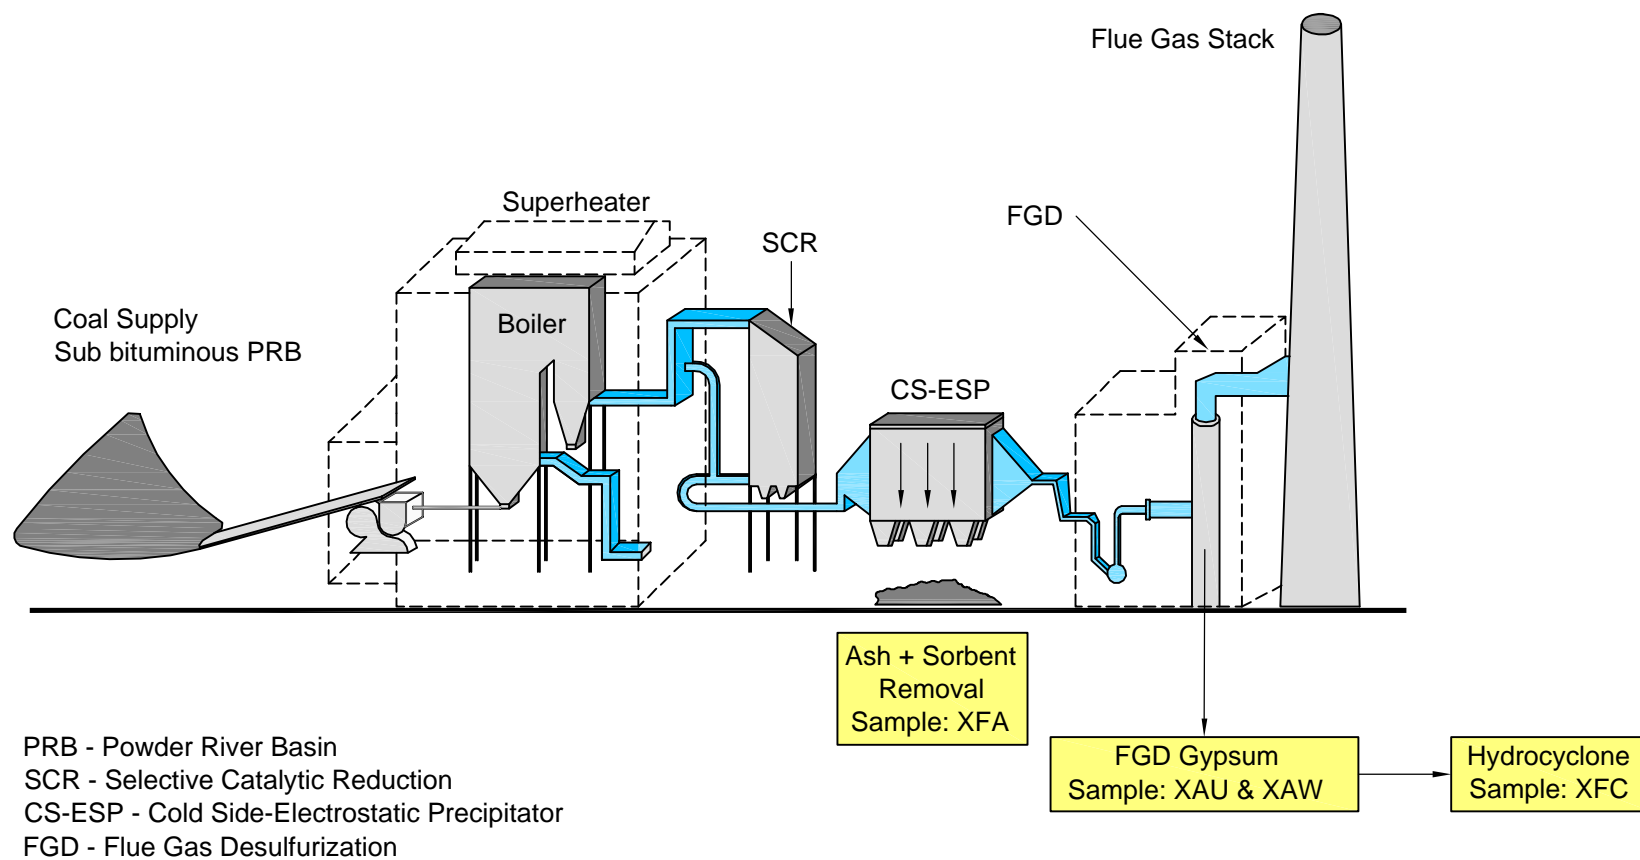 Flue Gas Stack
Superheater
FGD
SCR
Coal Supply
Sub bituminous PRB
Boiler
CS-ESP
Ash + Sorbent
Removal
Sample: XFA
FGD Gypsum
Sample: XAU & XAW
Hydrocyclone
Sample: XFC
PRB - Powder River Basin
SCR - Selective Catalytic Reduction
CS-ESP - Cold Side-Electrostatic Precipitator
FGD - Flue Gas Desulfurization